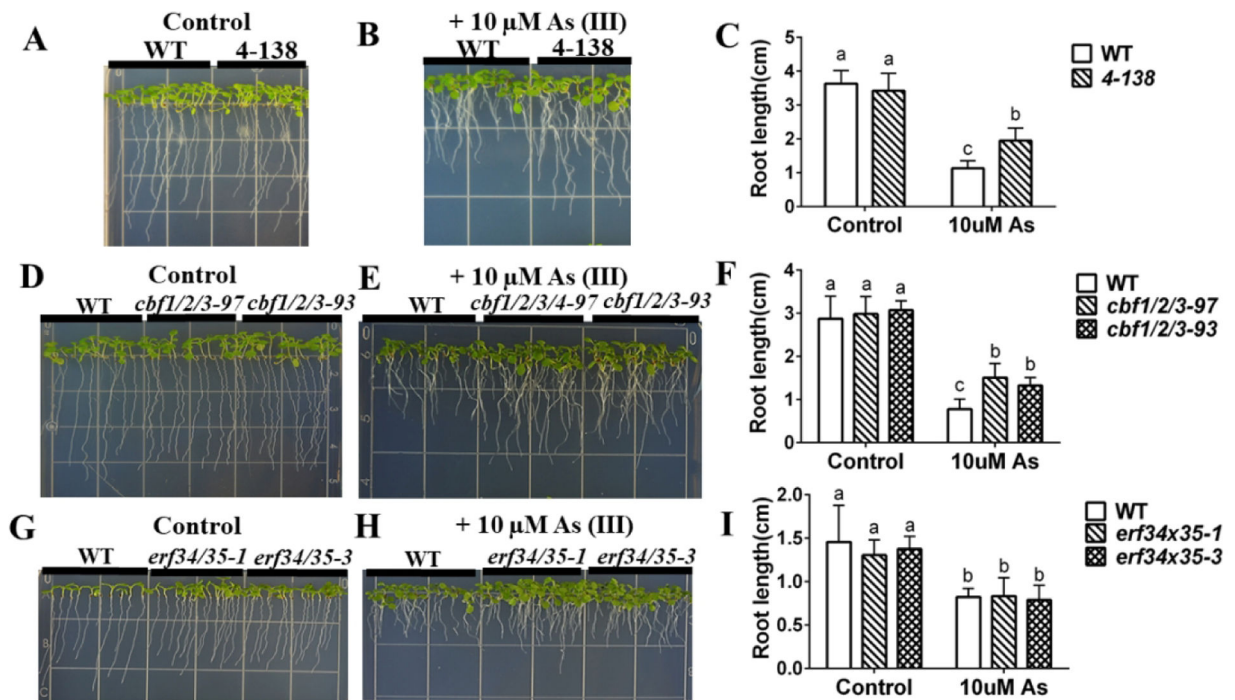 A
Control
WT 4-138
B
+ 10 µM As (III)
WT 4-138
C
Root length(cm)
5
4
3
2
1
0
a
a
c
b
Control
10uM As
WT
4-138
D
Control
WT cbf1/2/3-97 cbf1/2/3-93
E
+ 10 µM As (III)
WT cbf1/2/3/4-97 cbf1/2/3-93
F
Root length(cm)
4
3
2
1
0
a
a
a
c
b
b
Control
10uM As
WT
cbf1/2/3-97
cbf1/2/3-93
G
Control
WT erf34/35-1 erf34/35-3
H
+ 10 µM As (III)
WT erf34/35-1 erf34/35-3
I
Root length(cm)
2.0
1.5
1.0
0.5
0.0
a
a
a
b
b
b
Control
10uM As
WT
erf34x35-1
erf34x35-3